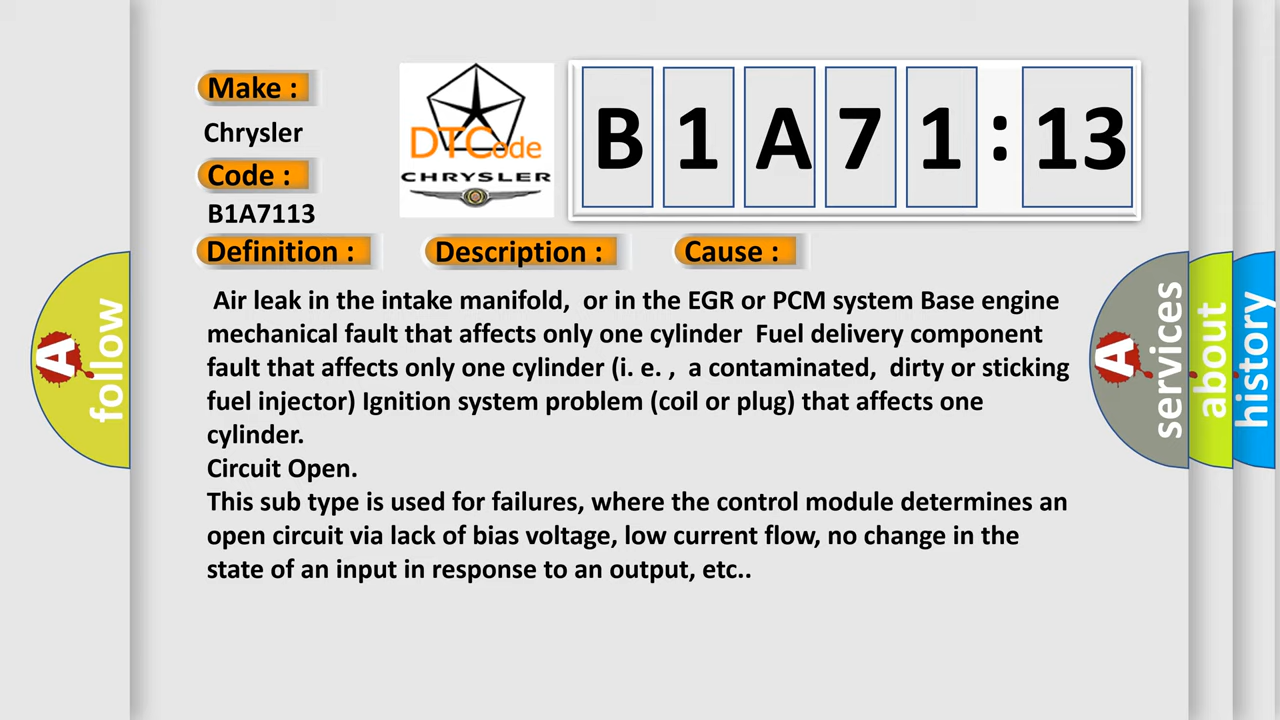 Make :
Chrysler
Code :
B1A7113
DTCode
CHRYSLER
B1A71:13
Definition :
Description :
Cause :
Air leak in the intake manifold, or in the EGR or PCM system Base engine
mechanical fault that affects only one cylinder Fuel delivery component
fault that affects only one cylinder (i. e. , a contaminated, dirty or sticking
fuel injector) Ignition system problem (coil or plug) that affects one
cylinder.
Circuit Open.
This sub type is used for failures, where the control module determines an
open circuit via lack of bias voltage, low current flow, no change in the
state of an input in response to an output, etc..
A follow
A services
about
history